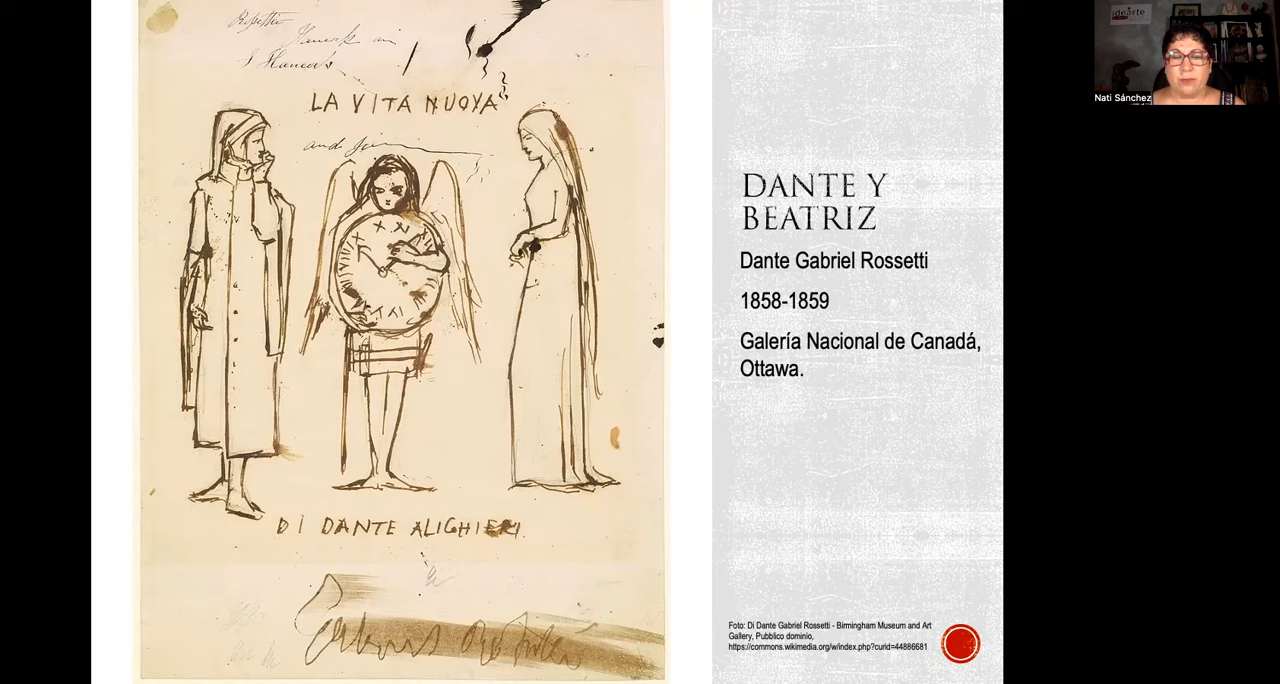 LA VITA NUOVA
DI DANTE ALIGHIERI.
DANTE Y
BEATRIZ
Dante Gabriel Rossetti
1858-1859
Galería Nacional de Canadá,
Ottawa.
Foto: Di Dante Gabriel Rossetti - Birmingham Museum and Art
Gallery, Pubblico dominio,
https://commons.wikimedia.org/w/index.php?curid=44886681
idearte
Nati Sánchez